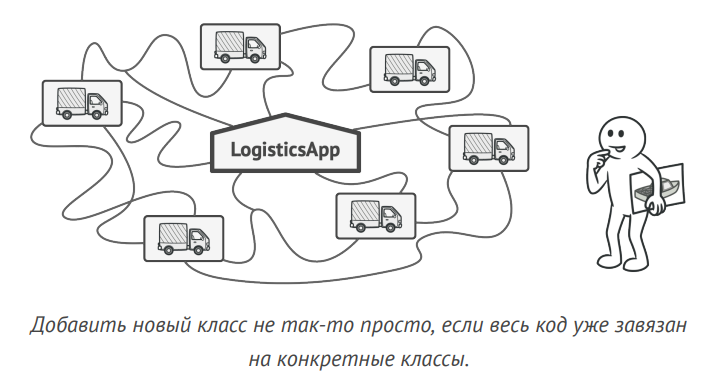 LogisticsApp
Добавить новый класс не так-то просто, если весь код уже завязан
на конкретные классы.